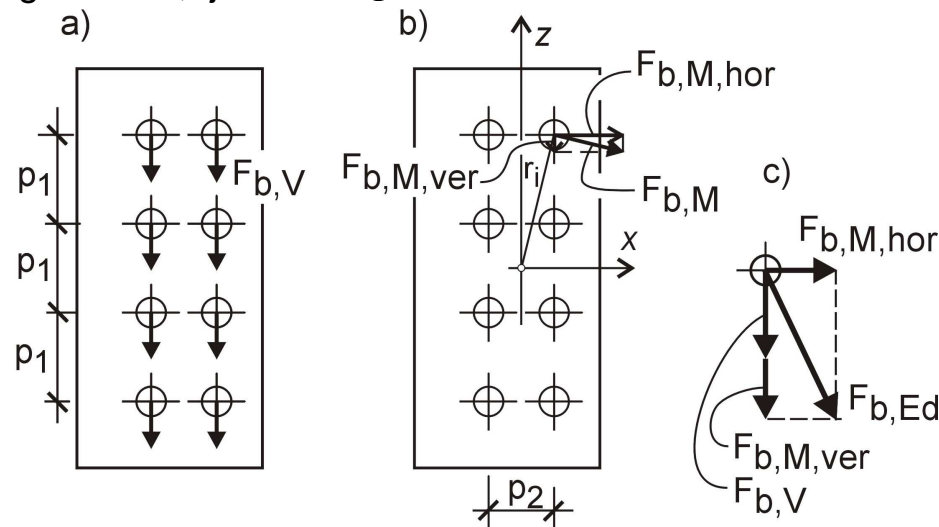 a)
b)
z
F_b,M,hor
p_1
F_b,V
F_b,M,ver
r_i
F_b,M
c)
p_1
x
F_b,M,hor
p_1
F_b,Ed
F_b,M,ver
p_2
F_b,V